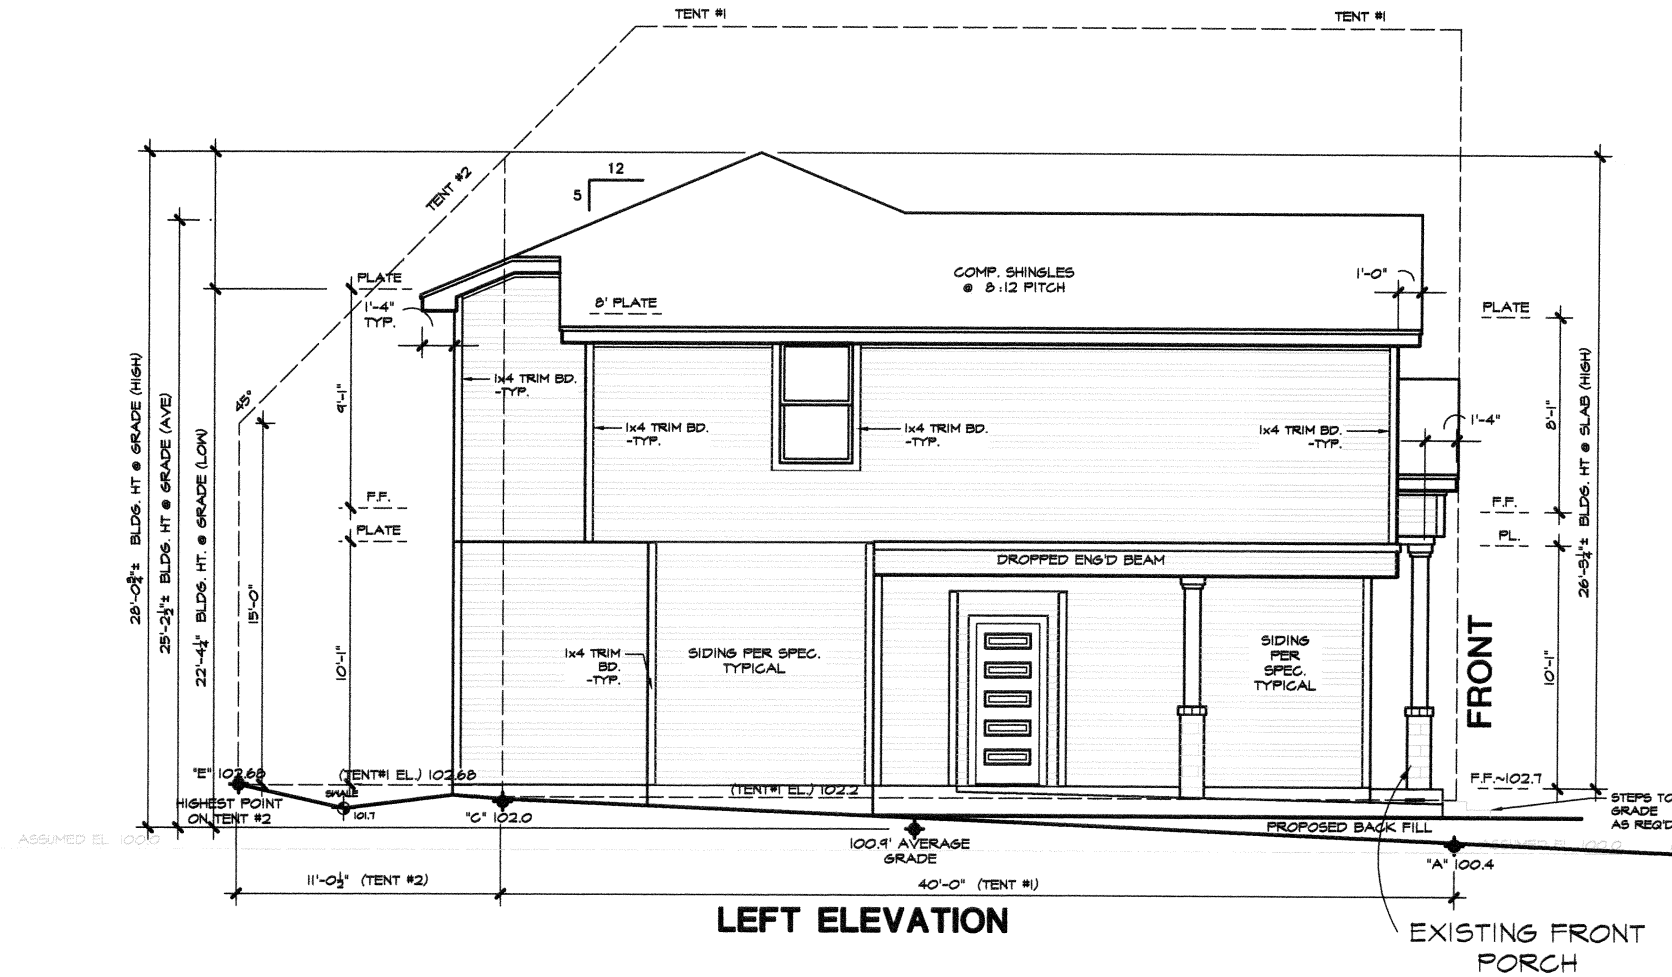 TENT #1
TENT #1
TENT #2
12
5
45°
PLATE
1'-4"
TYP.
8' PLATE
COMP. SHINGLES
@ 8:12 PITCH
1'-0"
PLATE
1x4 TRIM BD.
-TYP.
1x4 TRIM BD.
-TYP.
1x4 TRIM BD.
-TYP.
1x4 TRIM BD.
-TYP.
1'-4"
9'-1"
8'-1"
28'-0¾"± BLDG. HT @ GRADE (HIGH)
25'-2½"± BLDG. HT @ GRADE (AVE)
22'-4¼" BLDG. HT. @ GRADE (LOW)
26'-3¼"± BLDG. HT @ SLAB (HIGH)
F.F.
PLATE
F.F.
PL.
DROPPED ENG'D BEAM
15'-0"
10'-1"
10'-1"
1x4 TRIM
BD.
-TYP.
SIDING PER SPEC.
TYPICAL
SIDING
PER
SPEC.
TYPICAL
FRONT
"E" 102.68
(TENT#1 EL.) 102.68
(TENT#1 EL.) 102.2
F.F.~102.7
HIGHEST POINT
ON TENT #2
SWALE
101.7
"C" 102.0
STEPS TO
GRADE
AS REQ'D
PROPOSED BACK FILL
ASSUMED EL. 100.0
100.9' AVERAGE
GRADE
ASSUMED EL. 100.0
"A" 100.4
11'-0½" (TENT #2)
40'-0" (TENT #1)
LEFT ELEVATION
EXISTING FRONT
PORCH